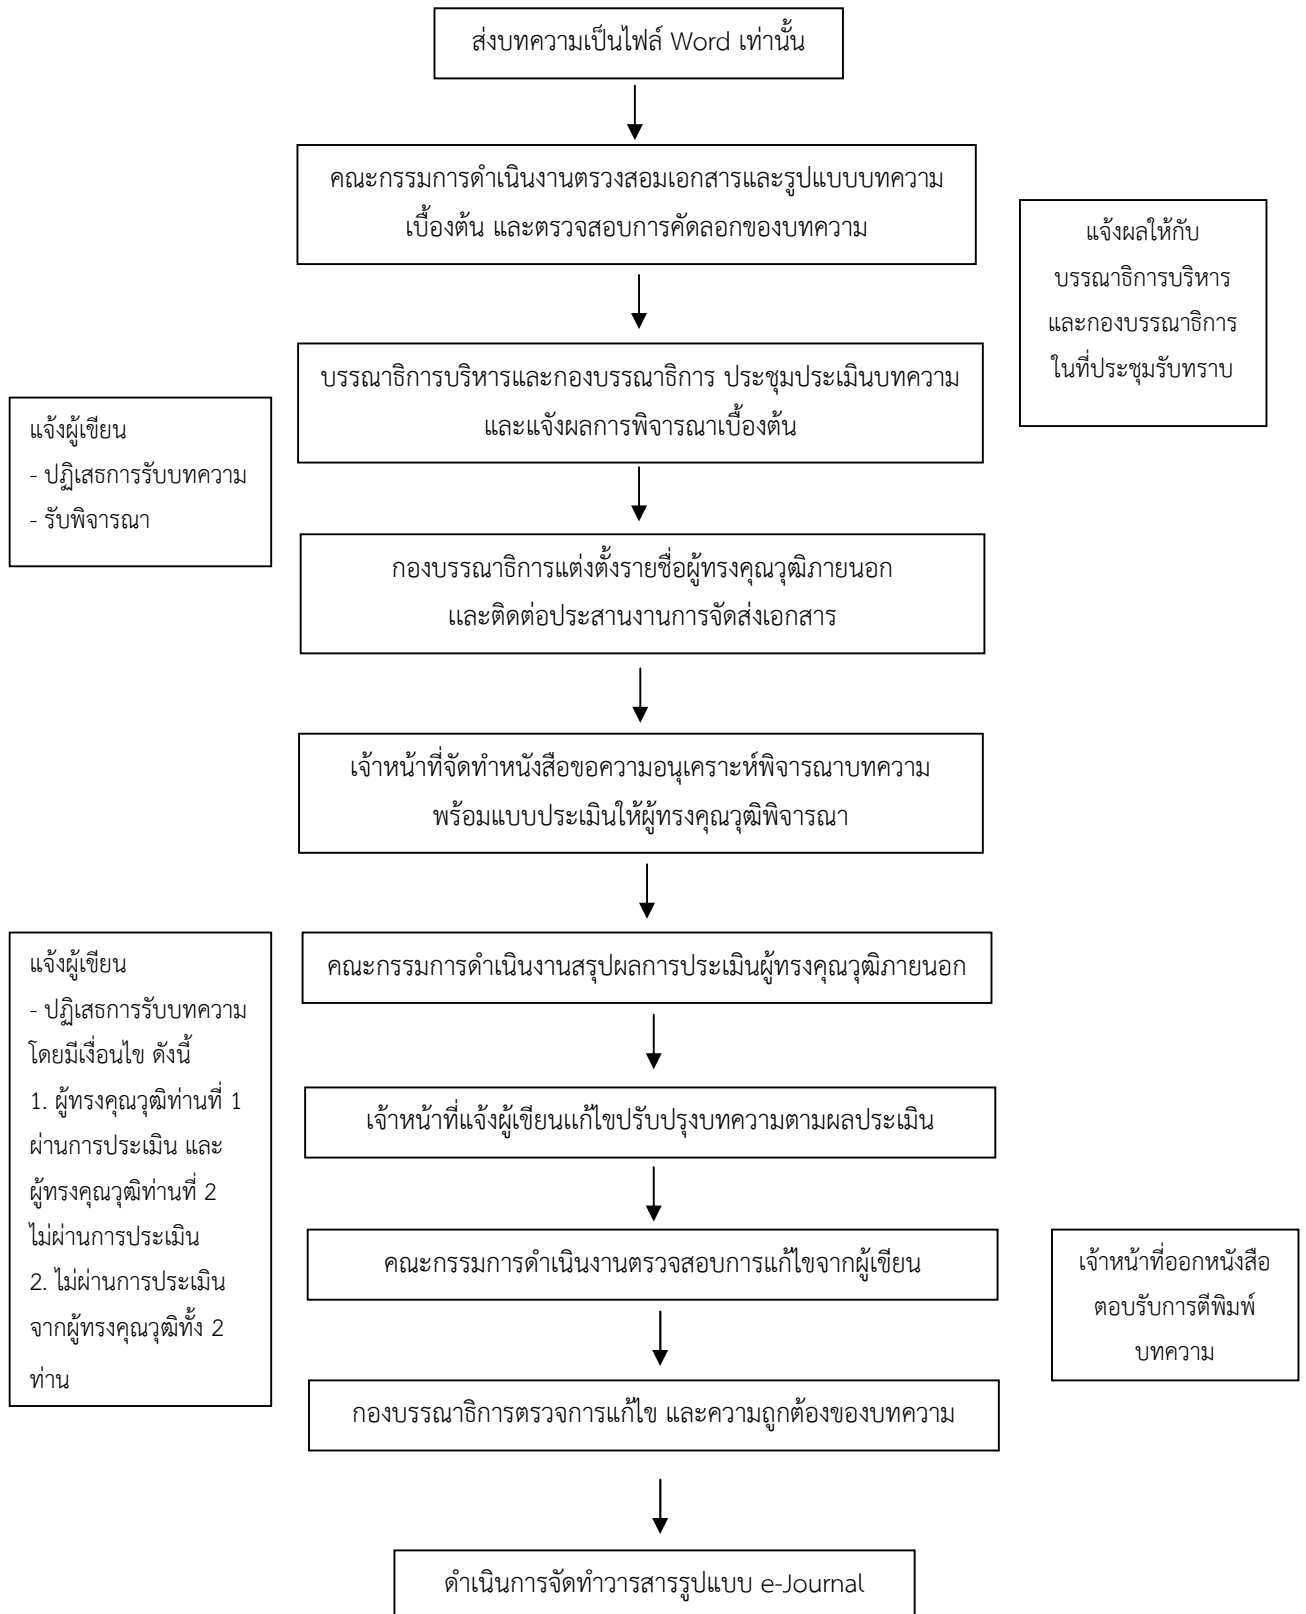 ส่งบทความเป็นไฟล์ Word เท่านั้น
คณะกรรมการดำเนินงานตรวงสอมเอกสารและรูปแบบบทความ
เบื้องต้น และตรวจสอบการคัดลอกของบทความ
แจ้งผลให้กับ
บรรณาธิการบริหาร
และกองบรรณาธิการ
ในที่ประชุมรับทราบ
บรรณาธิการบริหารและกองบรรณาธิการ ประชุมประเมินบทความ
และแจ้งผลการพิจารณาเบื้องต้น
แจ้งผู้เขียน
- ปฏิเสธการรับบทความ
- รับพิจารณา
กองบรรณาธิการแต่งตั้งรายชื่อผู้ทรงคุณวุฒิภายนอก
และติดต่อประสานงานการจัดส่งเอกสาร
เจ้าหน้าที่จัดทำหนังสือขอความอนุเคราะห์พิจารณาบทความ
พร้อมแบบประเมินให้ผู้ทรงคุณวุฒิพิจารณา
คณะกรรมการดำเนินงานสรุปผลการประเมินผู้ทรงคุณวุฒิภายนอก
แจ้งผู้เขียน
- ปฏิเสธการรับบทความ
โดยมีเงื่อนไข ดังนี้
1. ผู้ทรงคุณวุฒิท่านที่ 1
ผ่านการประเมิน และ
ผู้ทรงคุณวุฒิท่านที่ 2
ไม่ผ่านการประเมิน
2. ไม่ผ่านการประเมิน
จากผู้ทรงคุณวุฒิทั้ง 2
ท่าน
เจ้าหน้าที่แจ้งผู้เขียนแก้ไขปรับปรุงบทความตามผลประเมิน
คณะกรรมการดำเนินงานตรวจสอบการแก้ไขจากผู้เขียน
เจ้าหน้าที่ออกหนังสือ
ตอบรับการตีพิมพ์
บทความ
กองบรรณาธิการตรวจการแก้ไข และความถูกต้องของบทความ
ดำเนินการจัดทำวารสารรูปแบบ e-Journal